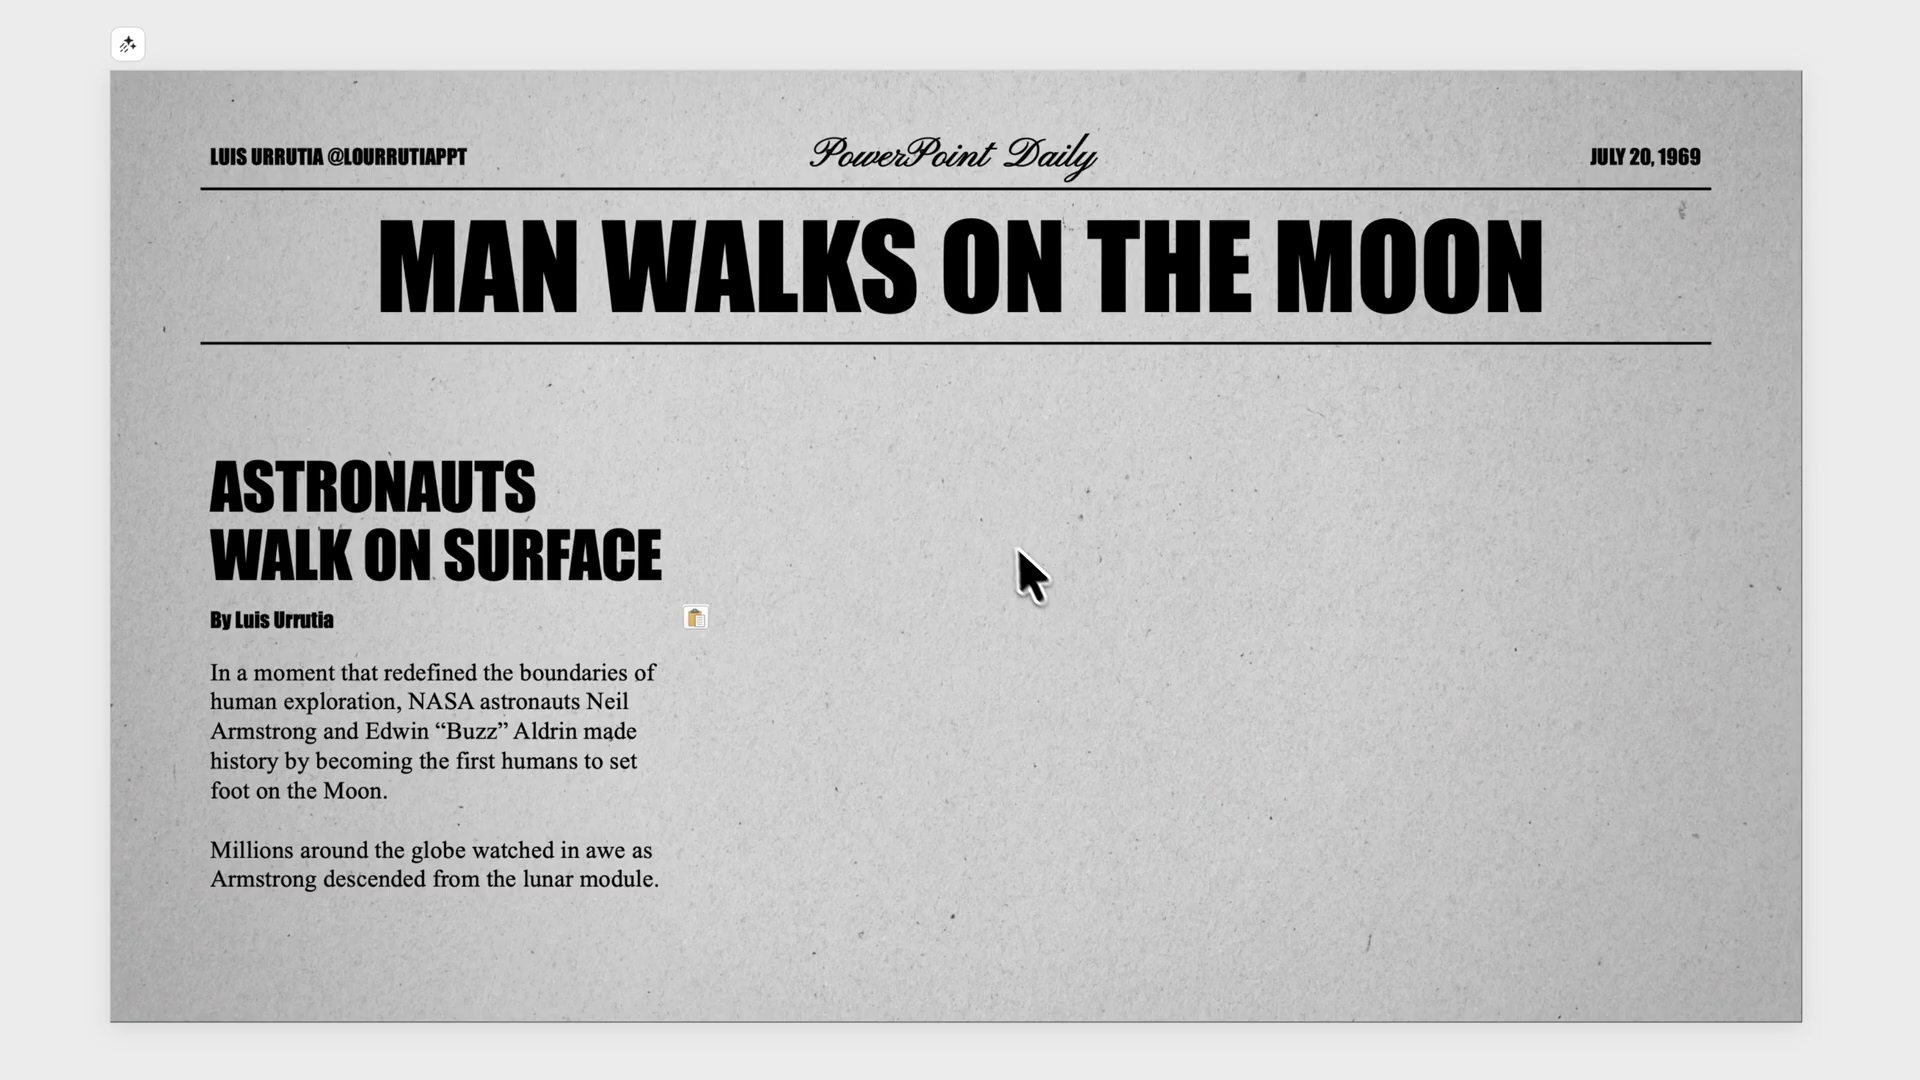 LUIS URRUTIA @LOURRUTIAPPT
PowerPoint Daily
JULY 20, 1969
MAN WALKS ON THE MOON
ASTRONAUTS
WALK ON SURFACE
By Luis Urrutia
In a moment that redefined the boundaries of
human exploration, NASA astronauts Neil
Armstrong and Edwin “Buzz” Aldrin made
history by becoming the first humans to set
foot on the Moon.
Millions around the globe watched in awe as
Armstrong descended from the lunar module.